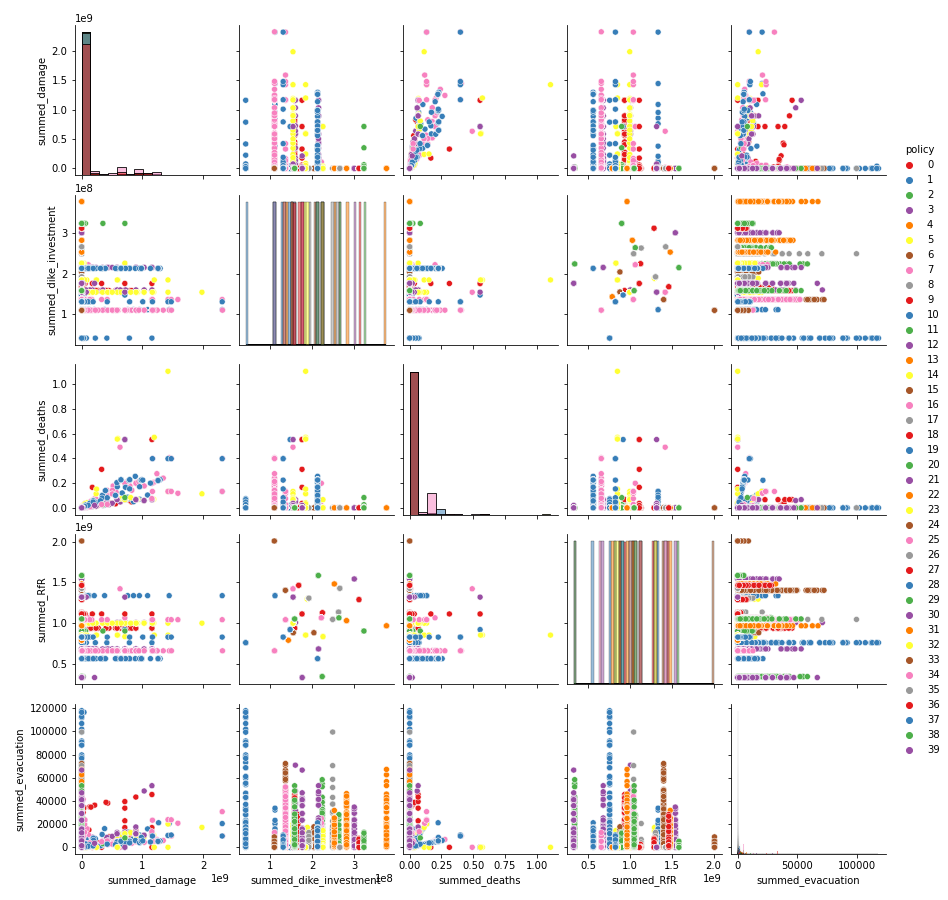 1e9
2.0
1.5
1.0
0.5
0.0
summed_damage
1e8
3
2
1
summed_dike_investment
1.0
0.8
0.6
0.4
0.2
0.0
summed_deaths
1e9
2.0
1.5
1.0
0.5
summed_RfR
120000
100000
80000
60000
40000
20000
0
summed_evacuation
0 1 2
1e9
summed_damage
1 2 3
1e8
summed_dike_investment
0.00 0.25 0.50 0.75 1.00
summed_deaths
0.5 1.0 1.5 2.0
1e9
summed_RfR
0 50000 100000
summed_evacuation
policy
0
1
2
3
4
5
6
7
8
9
10
11
12
13
14
15
16
17
18
19
20
21
22
23
24
25
26
27
28
29
30
31
32
33
34
35
36
37
38
39